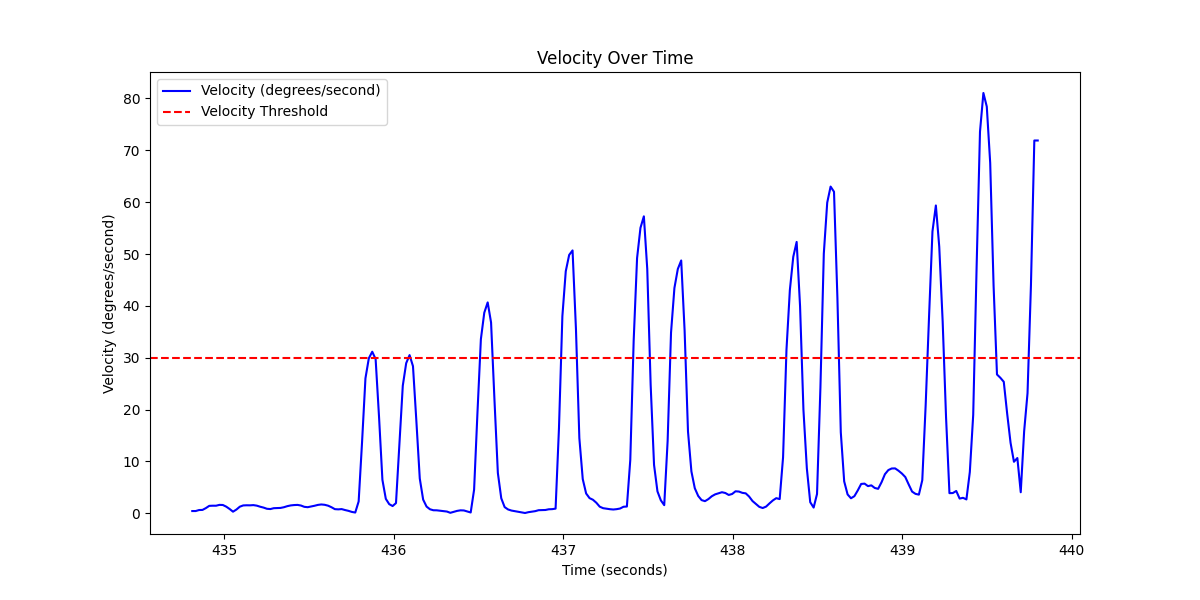 Velocity Over Time
Velocity (degrees/second)
Velocity Threshold
Velocity (degrees/second)
80
70
60
50
40
30
20
10
0
435 436 437 438 439 440
Time (seconds)